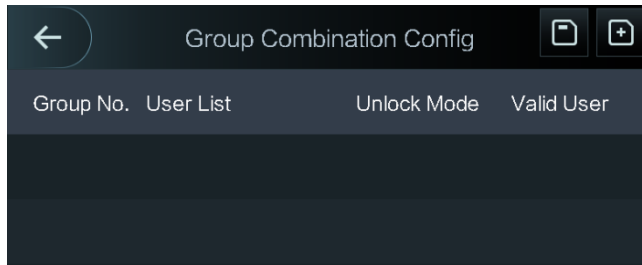 Group Combination Config
Group No. User List Unlock Mode Valid User